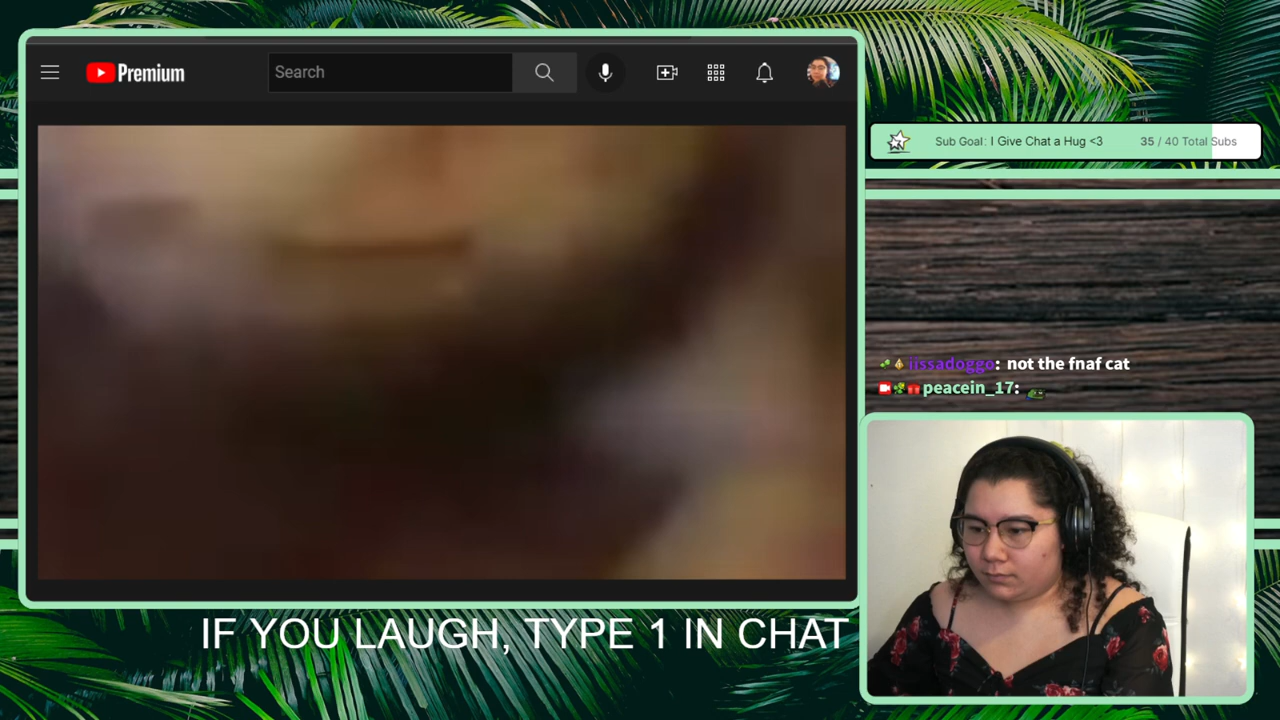 Premium
Search
Sub Goal: I Give Chat a Hug <3 35 / 40 Total Subs
iissadoggo: not the fnaf cat
peacein_17:
IF YOU LAUGH, TYPE 1 IN CHAT